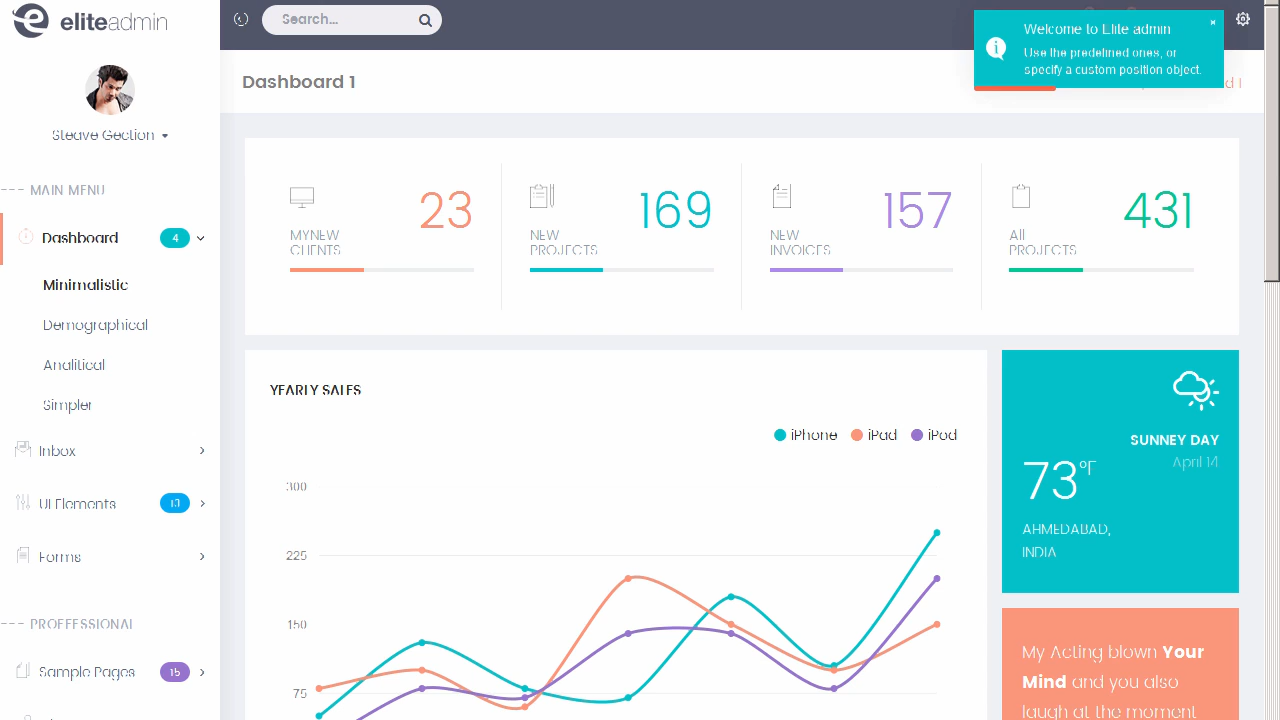 eliteadmin
Search...
Welcome to Elite admin
×
Use the predefined ones, or
specify a custom position object.
Dashboard 1
Steave Gection
--- MAIN MENU
Dashboard 4
Minimalistic
Demographical
Analitical
Simpler
Inbox
UI Elements 13
Forms
--- PROFFESSIONAL
Sample Pages 15
23
MYNEW
CLIENTS
169
NEW
PROJECTS
157
NEW
INVOICES
431
All
PROJECTS
YEARLY SALES
iPhone iPad iPod
300
225
150
75
SUNNEY DAY
April 14
73°F
AHMEDABAD,
INDIA
My Acting blown Your
Mind and you also
laugh at the moment